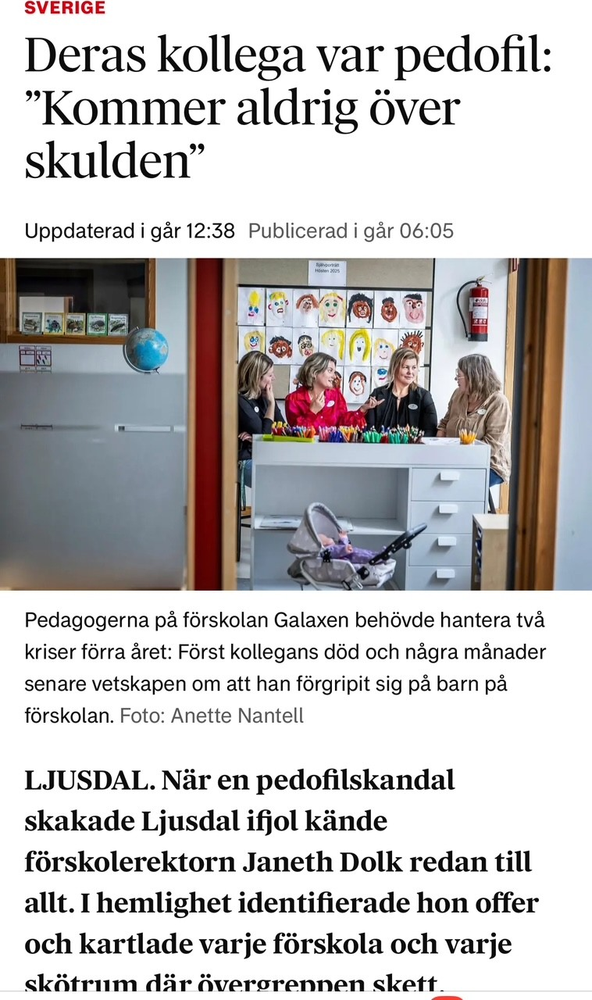 SVERIGE
Deras kollega var pedofil:
”Kommer aldrig över
skulden”
Uppdaterad i går 12:38 Publicerad i går 06:05
Självporträtt
Hösten 2025
Pedagogerna på förskolan Galaxen behövde hantera två
kriser förra året: Först kollegans död och några månader
senare vetskapen om att han förgripit sig på barn på
förskolan. Foto: Anette Nantell
LJUSDAL. När en pedofilskandal
skakade Ljusdal ifjol kände
förskolerektorn Janeth Dolk redan till
allt. I hemlighet identifierade hon offer
och kartlade varje förskola och varje
skötrum där övergreppen skett.